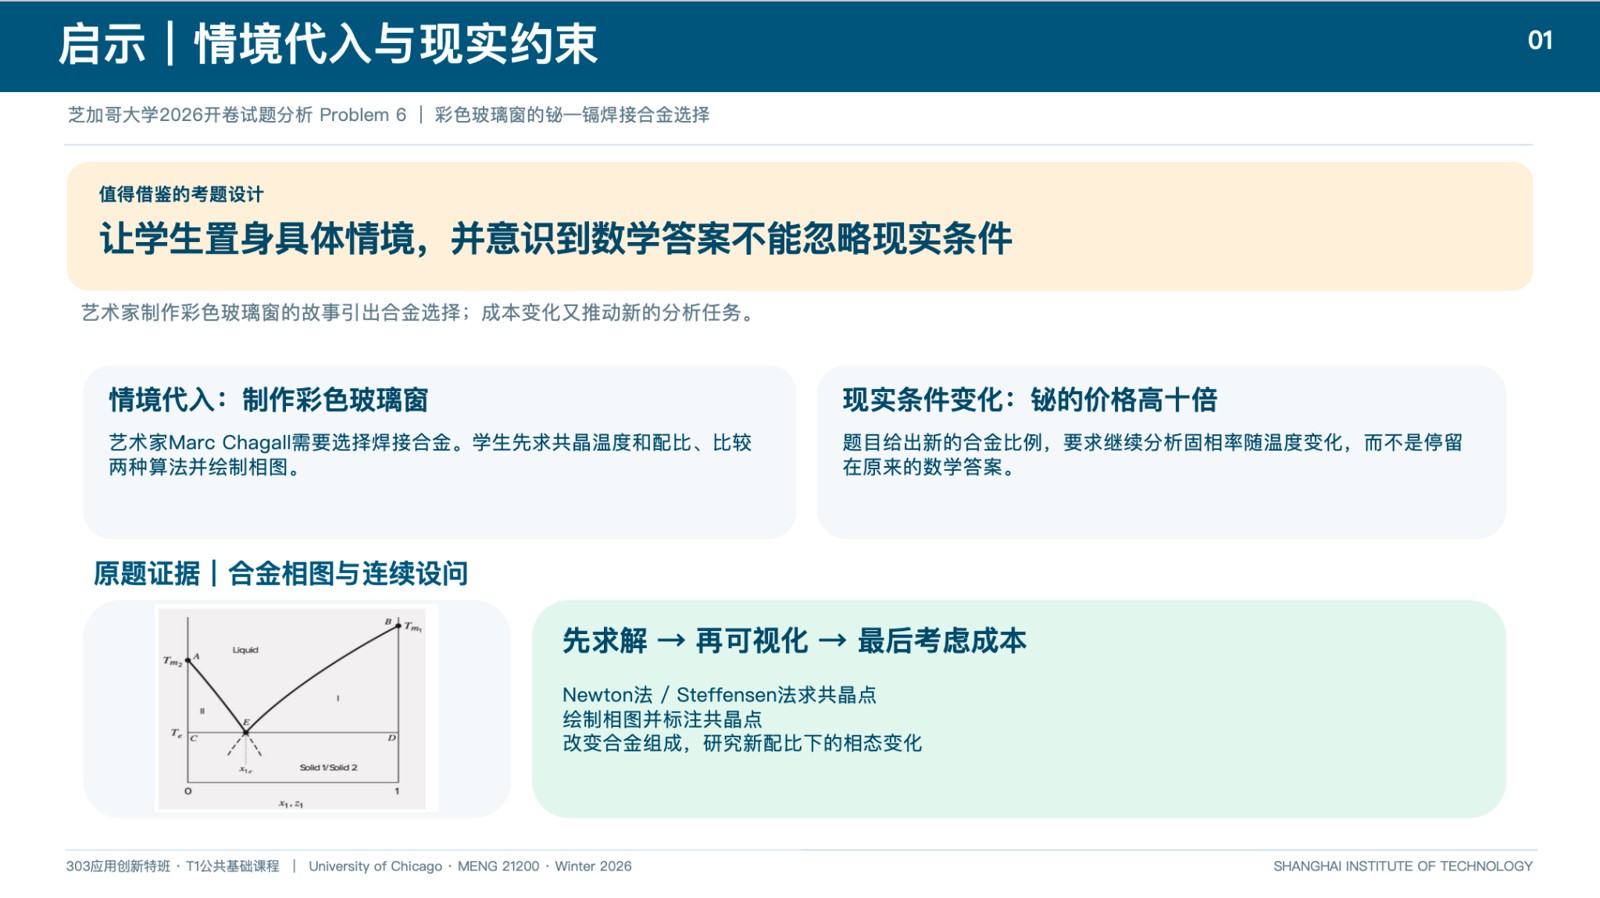 启示｜情境代入与现实约束
01
芝加哥大学2026开卷试题分析 Problem 6 ｜ 彩色玻璃窗的铋—镉焊接合金选择
值得借鉴的考题设计
让学生置身具体情境，并意识到数学答案不能忽略现实条件
艺术家制作彩色玻璃窗的故事引出合金选择；成本变化又推动新的分析任务。
情境代入：制作彩色玻璃窗
艺术家Marc Chagall需要选择焊接合金。学生先求共晶温度和配比、比较
两种算法并绘制相图。
现实条件变化：铋的价格高十倍
题目给出新的合金比例，要求继续分析固相率随温度变化，而不是停留
在原来的数学答案。
原题证据｜合金相图与连续设问
B Tm₁
Tm₂ A
Liquid
I
II
E
Te C
D
x₁ₑ
Solid 1/Solid 2
0
1
x₁, z₁
先求解 → 再可视化 → 最后考虑成本
Newton法 / Steffensen法求共晶点
绘制相图并标注共晶点
改变合金组成，研究新配比下的相态变化
303应用创新特班 · T1公共基础课程 ｜ University of Chicago · MENG 21200 · Winter 2026
SHANGHAI INSTITUTE OF TECHNOLOGY